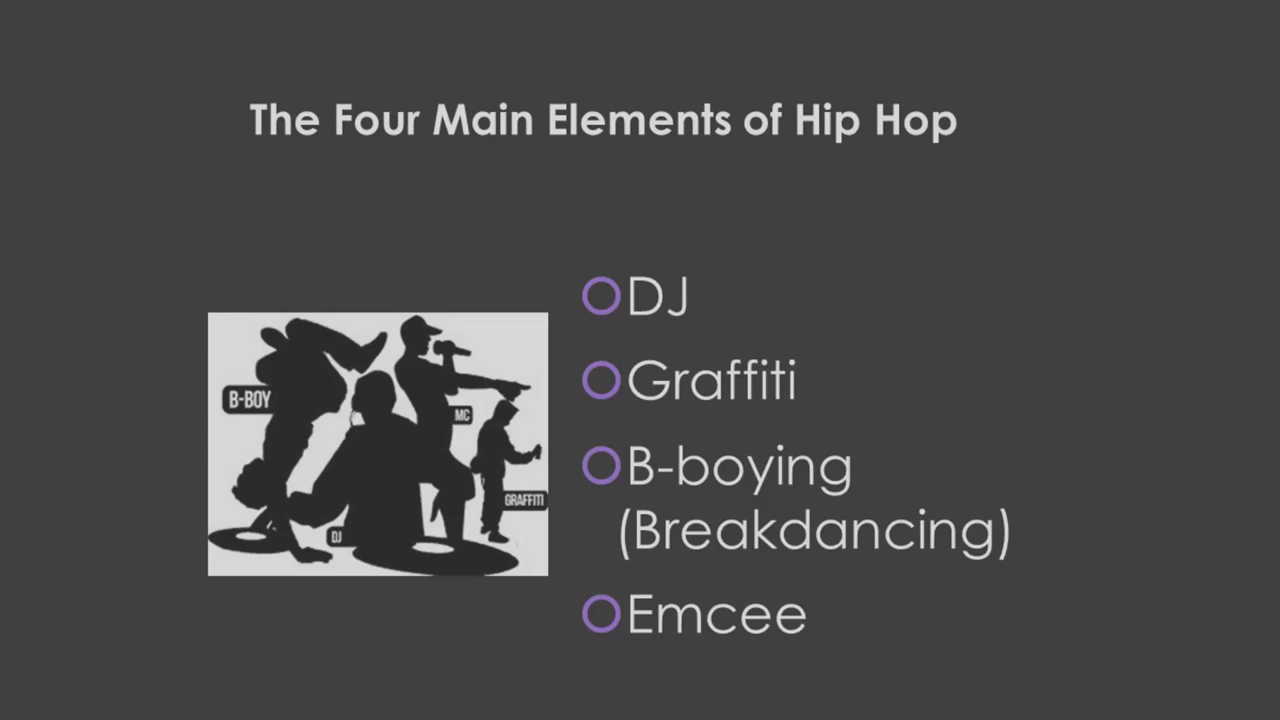 The Four Main Elements of Hip Hop
DJ
Graffiti
B-boying
(Breakdancing)
Emcee
B-BOY
MC
GRAFFITI
DJ